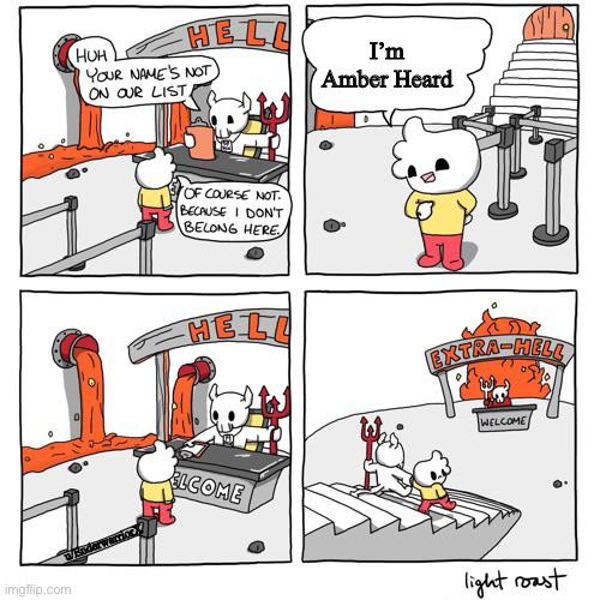 HELL
HUH
YOUR NAME'S NOT
ON OUR LIST
OF COURSE NOT.
BECAUSE I DON'T
BELONG HERE.
I'm
Amber Heard
HELL
ELCOME
u/EnderwarriorX
EXTRA-HELL
WELCOME
light roast
imgflip.com